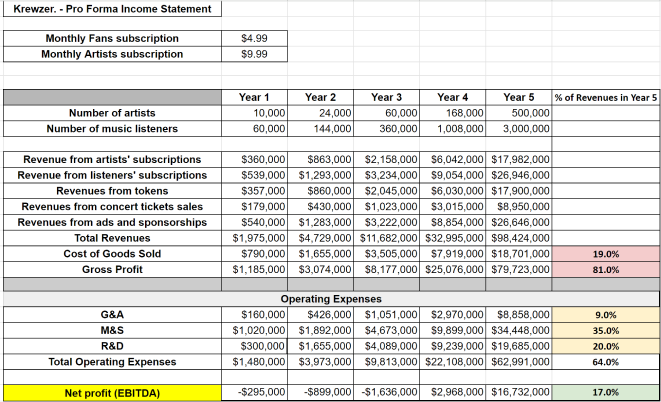 Krewzer. - Pro Forma Income Statement
Monthly Fans subscription $4.99
Monthly Artists subscription $9.99
Year 1 Year 2 Year 3 Year 4 Year 5 % of Revenues in Year 5
Number of artists 10,000 24,000 60,000 168,000 500,000
Number of music listeners 60,000 144,000 360,000 1,008,000 3,000,000
Revenue from artists' subscriptions $360,000 $863,000 $2,158,000 $6,042,000 $17,982,000
Revenue from listeners' subscriptions $539,000 $1,293,000 $3,234,000 $9,054,000 $26,946,000
Revenues from tokens $357,000 $860,000 $2,045,000 $6,030,000 $17,900,000
Revenues from concert tickets sales $179,000 $430,000 $1,023,000 $3,015,000 $8,950,000
Revenues from ads and sponsorships $540,000 $1,283,000 $3,222,000 $8,854,000 $26,646,000
Total Revenues $1,975,000 $4,729,000 $11,682,000 $32,995,000 $98,424,000
Cost of Goods Sold $790,000 $1,655,000 $3,505,000 $7,919,000 $18,701,000 19.0%
Gross Profit $1,185,000 $3,074,000 $8,177,000 $25,076,000 $79,723,000 81.0%
Operating Expenses
G&A $160,000 $426,000 $1,051,000 $2,970,000 $8,858,000 9.0%
M&S $1,020,000 $1,892,000 $4,673,000 $9,899,000 $34,448,000 35.0%
R&D $300,000 $1,655,000 $4,089,000 $9,239,000 $19,685,000 20.0%
Total Operating Expenses $1,480,000 $3,973,000 $9,813,000 $22,108,000 $62,991,000 64.0%
Net profit (EBITDA) -$295,000 -$899,000 -$1,636,000 $2,968,000 $16,732,000 17.0%